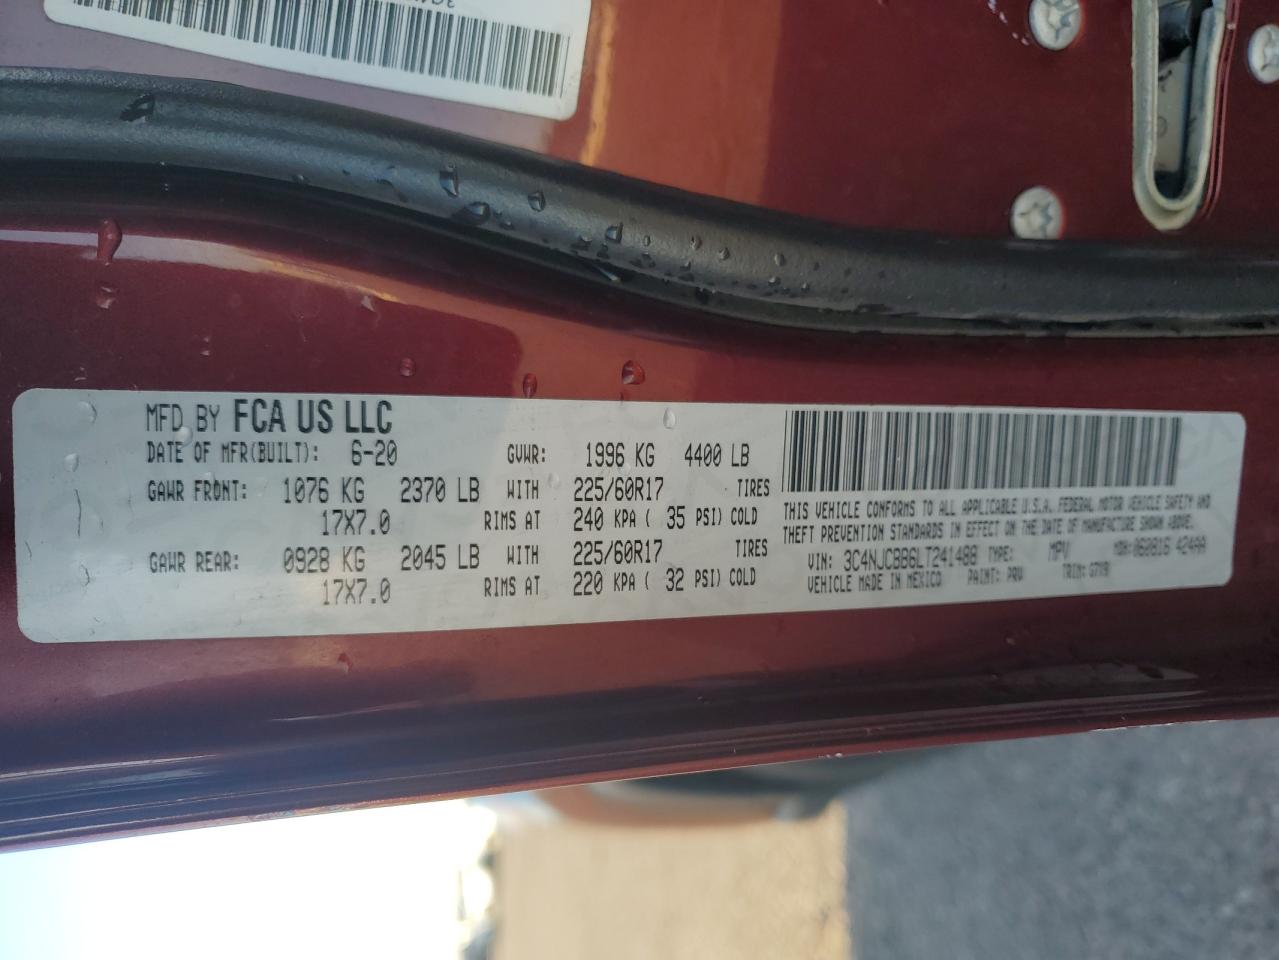 MFD BY FCA US LLC
DATE OF MFR(BUILT): 6-20 GVWR: 1996 KG 4400 LB
GAWR FRONT: 1076 KG 2370 LB WITH 225/60R17 TIRES
17X7.0 RIMS AT 240 KPA ( 35 PSI) COLD
GAWR REAR: 0928 KG 2045 LB WITH 225/60R17 TIRES
17X7.0 RIMS AT 220 KPA ( 32 PSI) COLD
THIS VEHICLE CONFORMS TO ALL APPLICABLE U.S.A. FEDERAL MOTOR VEHICLE SAFETY AND
THEFT PREVENTION STANDARDS IN EFFECT ON THE DATE OF MANUFACTURE SHOWN ABOVE.
VIN: 3C4NJCBB6LT241488 TYPE: MPV MDH: 060816 424AA
VEHICLE MADE IN MEXICO PAINT: PRV TRIM: